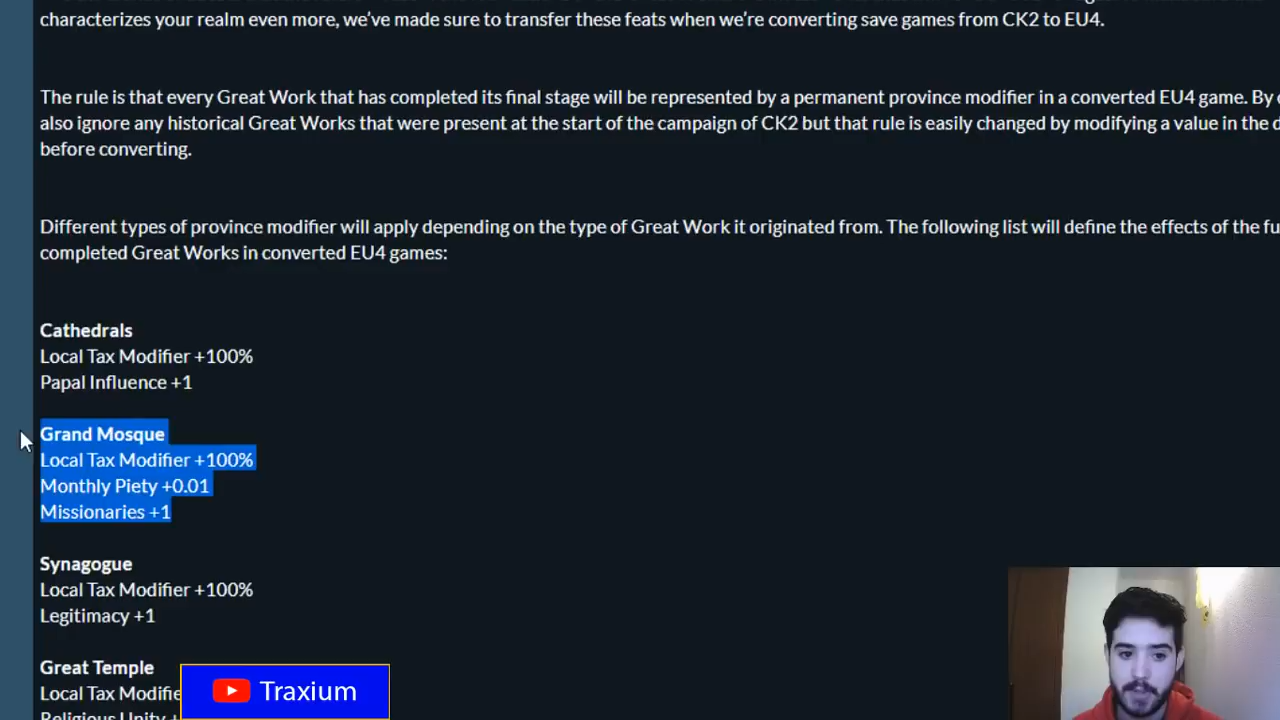 characterizes your realm even more, we've made sure to transfer these feats when we're converting save games from CK2 to EU4.
The rule is that every Great Work that has completed its final stage will be represented by a permanent province modifier in a converted EU4 game. By
also ignore any historical Great Works that were present at the start of the campaign of CK2 but that rule is easily changed by modifying a value in the
before converting.
Different types of province modifier will apply depending on the type of Great Work it originated from. The following list will define the effects of the
completed Great Works in converted EU4 games:
Cathedrals
Local Tax Modifier +100%
Papal Influence +1
Grand Mosque
Local Tax Modifier +100%
Monthly Piety +0.01
Missionaries +1
Synagogue
Local Tax Modifier +100%
Legitimacy +1
Great Temple
Local Tax
Religious Unity
Traxium